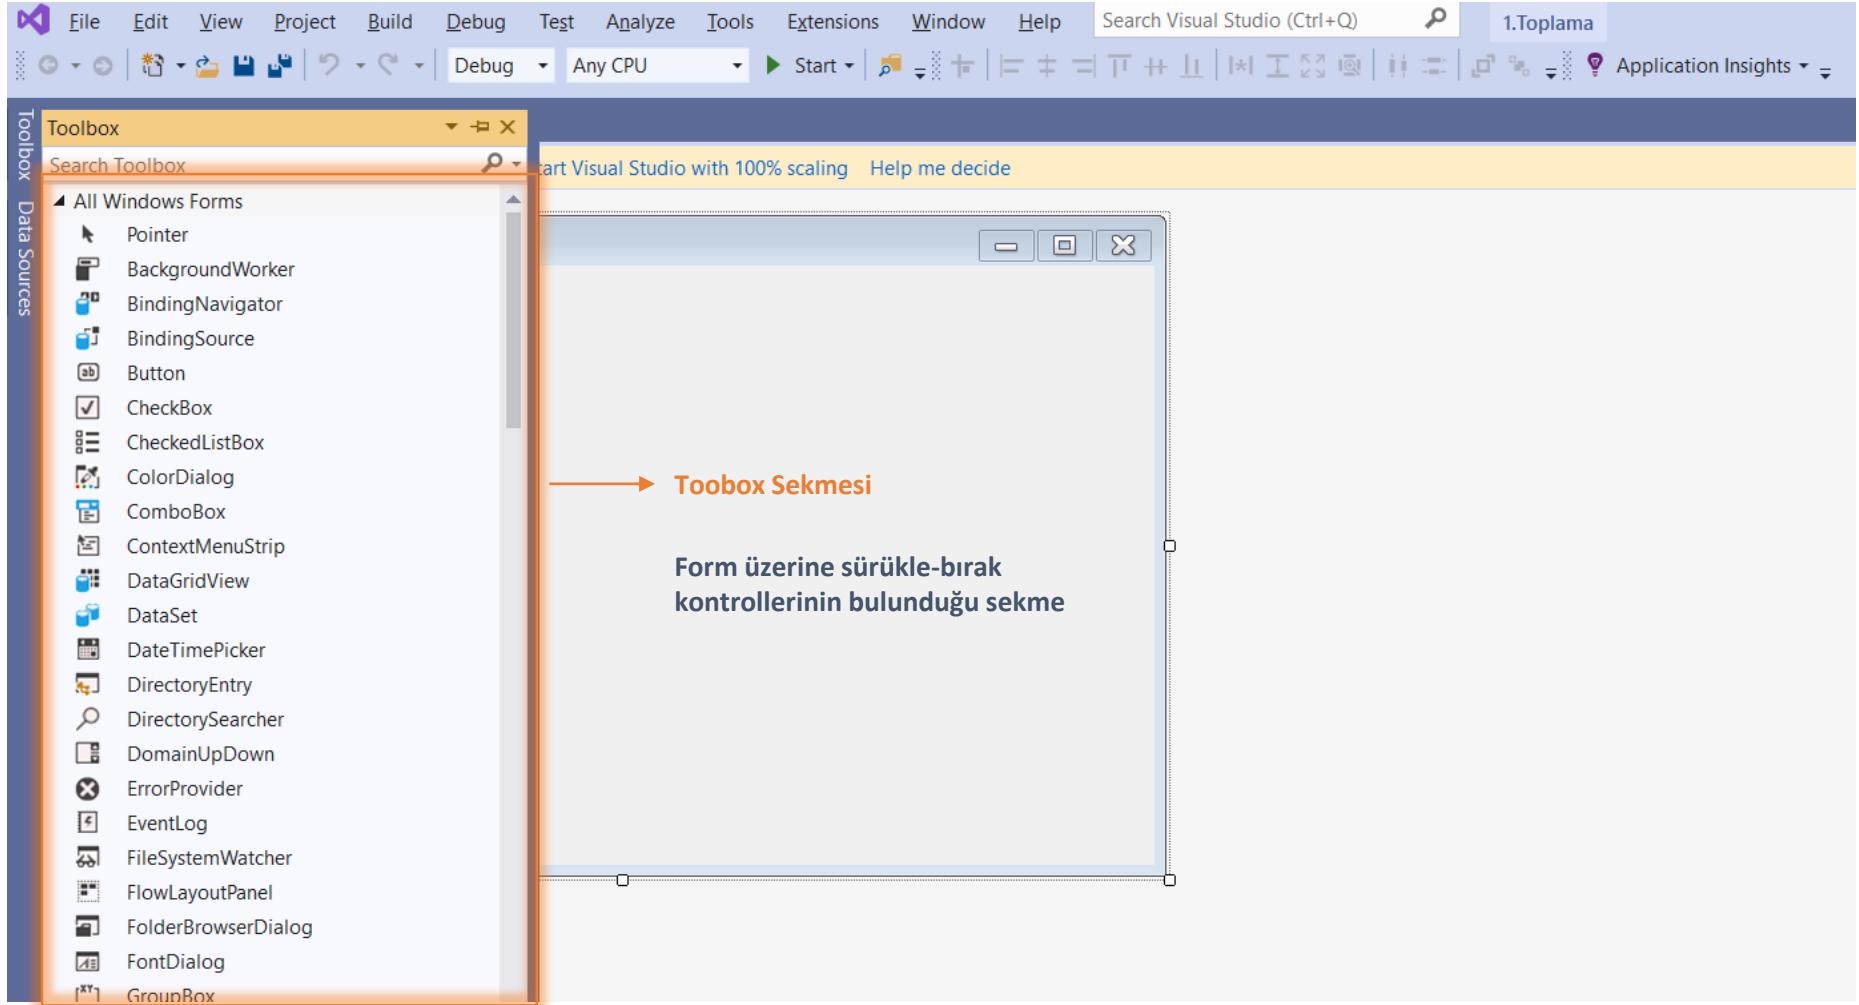 File Edit View Project Build Debug Test Analyze Tools Extensions Window Help Search Visual Studio (Ctrl+Q) 1.Toplama
Debug Any CPU Start Application Insights
Toolbox
Data Sources
Toolbox
Search Toolbox
art Visual Studio with 100% scaling Help me decide
All Windows Forms
Pointer
BackgroundWorker
BindingNavigator
BindingSource
Button
CheckBox
CheckedListBox
ColorDialog
ComboBox
ContextMenuStrip
DataGridView
DataSet
DateTimePicker
DirectoryEntry
DirectorySearcher
DomainUpDown
ErrorProvider
EventLog
FileSystemWatcher
FlowLayoutPanel
FolderBrowserDialog
FontDialog
GroupBox
Toobox Sekmesi
Form üzerine sürükle-bırak
kontrollerinin bulunduğu sekme